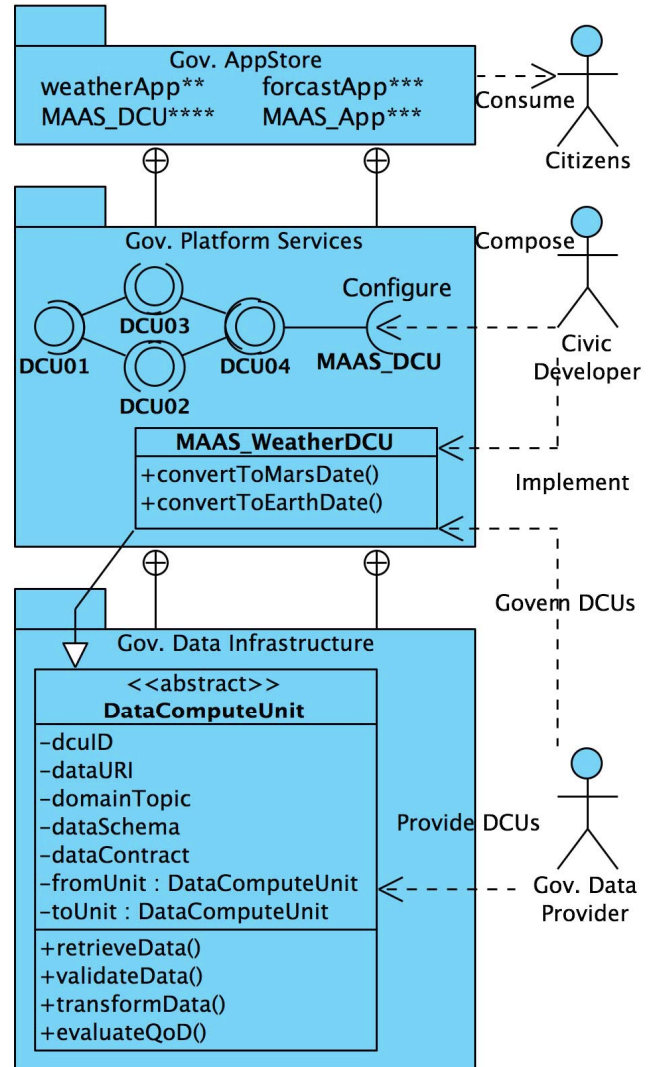 Gov. AppStore
weatherApp** forcastApp***
MAAS_DCU**** MAAS_App***
Consume
Citizens
Gov. Platform Services
Compose
Configure
DCU03
DCU01
DCU04
MAAS_DCU
DCU02
Civic
Developer
MAAS_WeatherDCU
+convertToMarsDate()
+convertToEarthDate()
Implement
Govern DCUs
Gov. Data Infrastructure
<<abstract>>
DataComputeUnit
-dcuID
-dataURI
-domainTopic
-dataSchema
-dataContract
-fromUnit : DataComputeUnit
-toUnit : DataComputeUnit
+retrieveData()
+validateData()
+transformData()
+evaluateQoD()
Provide DCUs
Gov. Data
Provider